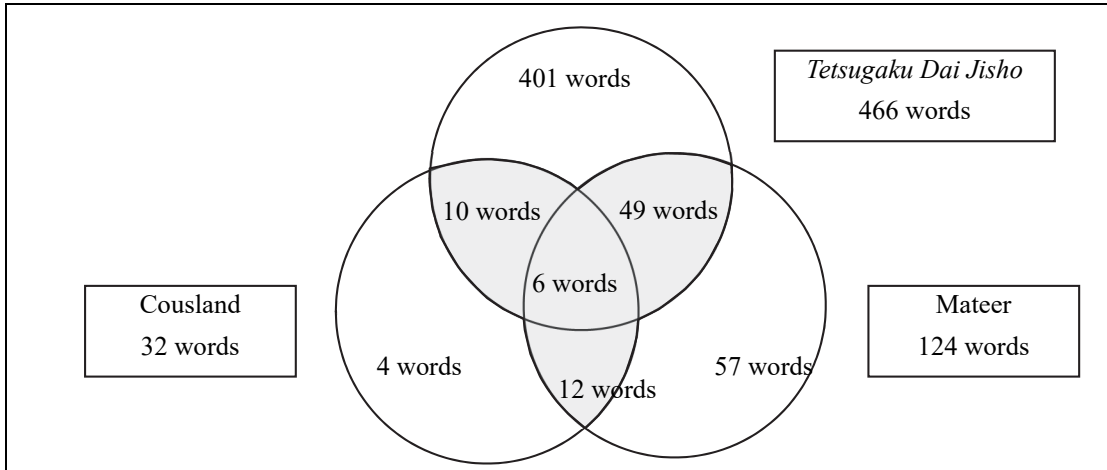 401 words
Tetsugaku Dai Jisho
466 words
10 words
49 words
6 words
Cousland
32 words
Mateer
124 words
4 words
57 words
12 words